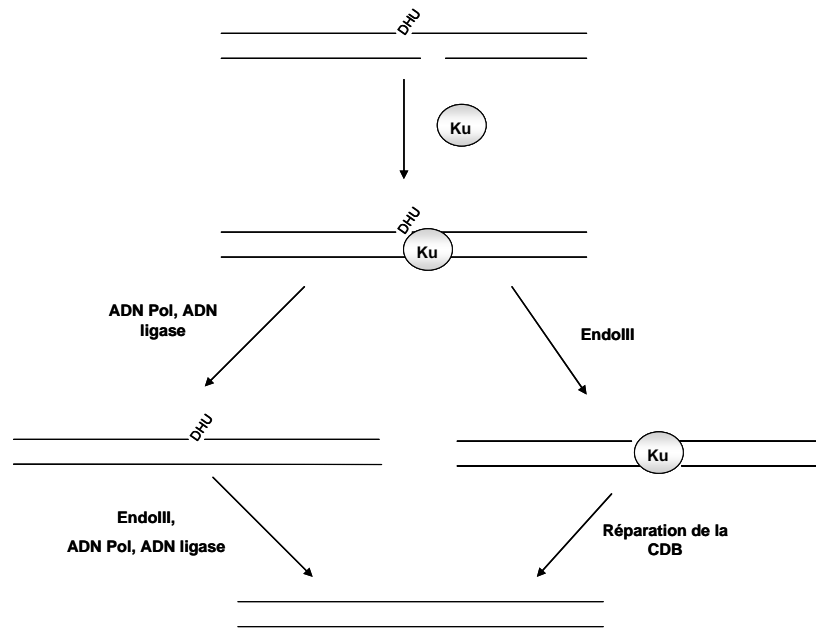 DHU
Ku
DHU
Ku
ADN Pol, ADN
ligase
EndoIII
DHU
Ku
EndoIII,
ADN Pol, ADN ligase
Réparation de la
CDB